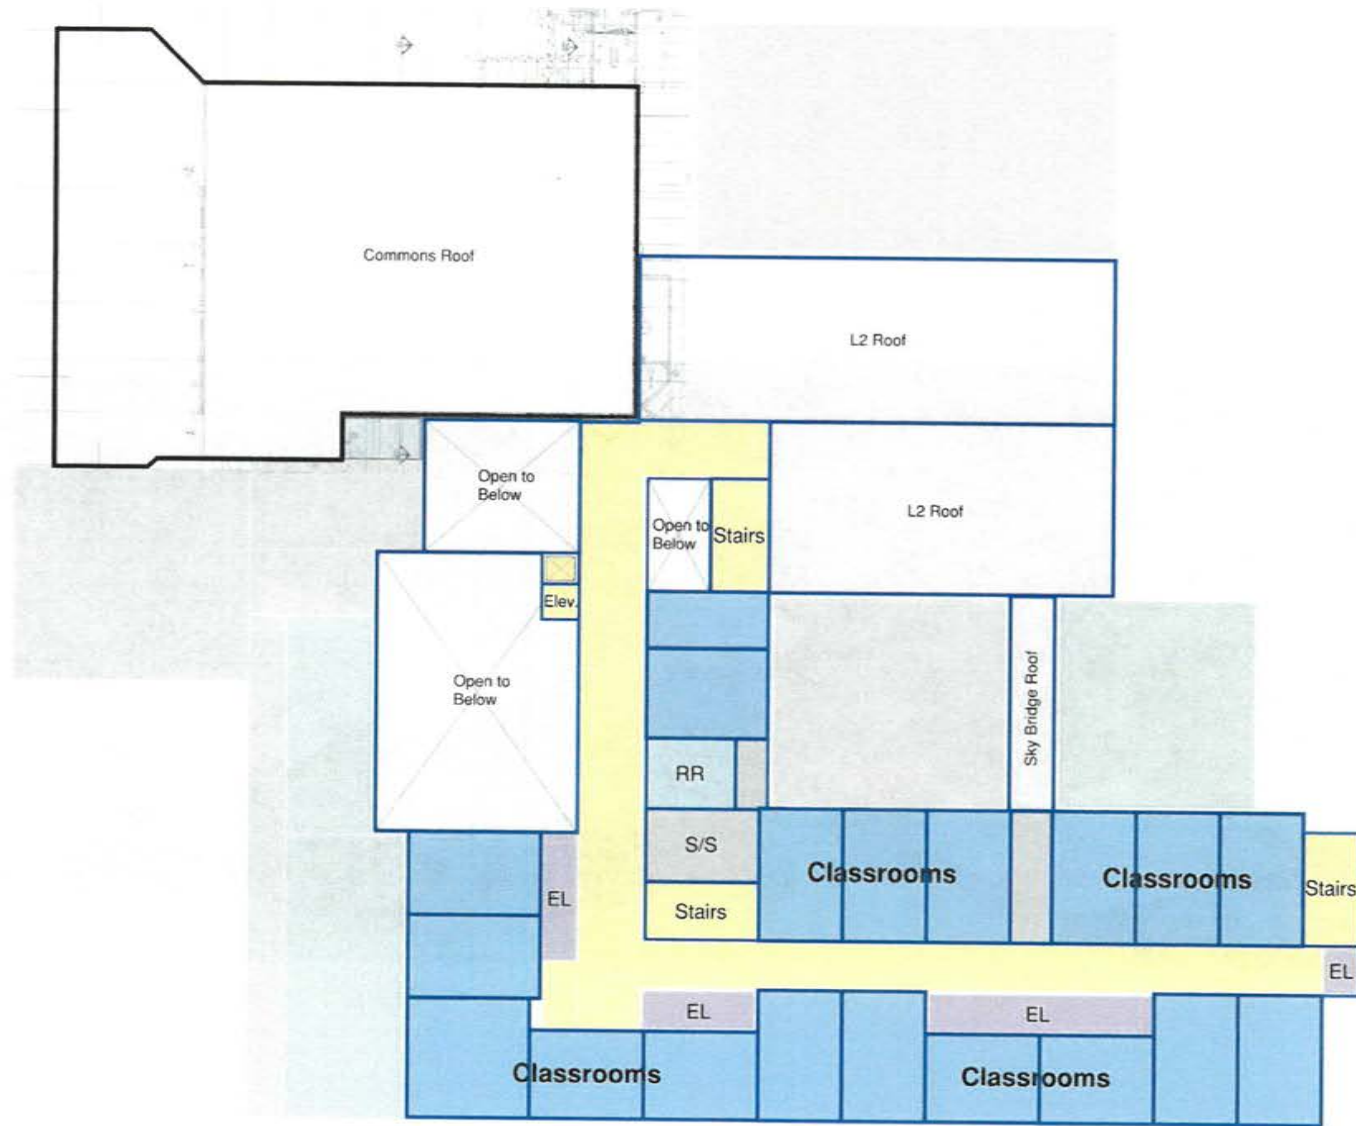 Commons Roof
L2 Roof
Open to
Below
Open to
Below
Stairs
L2 Roof
Elev.
Open to
Below
Sky Bridge Roof
RR
S/S
Classrooms
Classrooms
Stairs
EL
Stairs
EL
EL
EL
Classrooms
Classrooms